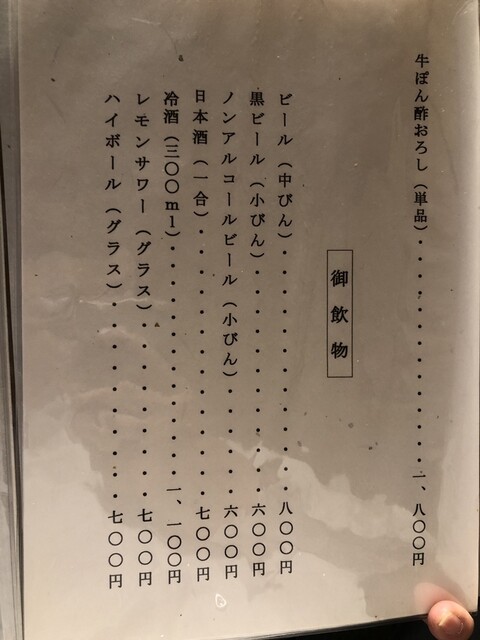 牛ぽん酢おろし（単品）・・・・・・・・・・・・・・・一、八〇〇円
御飲物
ビール（中びん）・・・・・・・・・・・・・八〇〇円
黒ビール（小びん）・・・・・・・・・・・・六〇〇円
ノンアルコールビール（小びん）・・・・・・六〇〇円
日本酒（一合）・・・・・・・・・・・・・・七〇〇円
冷酒（三〇〇ml）・・・・・・・・・・・・一、一〇〇円
レモンサワー（グラス）・・・・・・・・・・七〇〇円
ハイボール（グラス）・・・・・・・・・・・七〇〇円